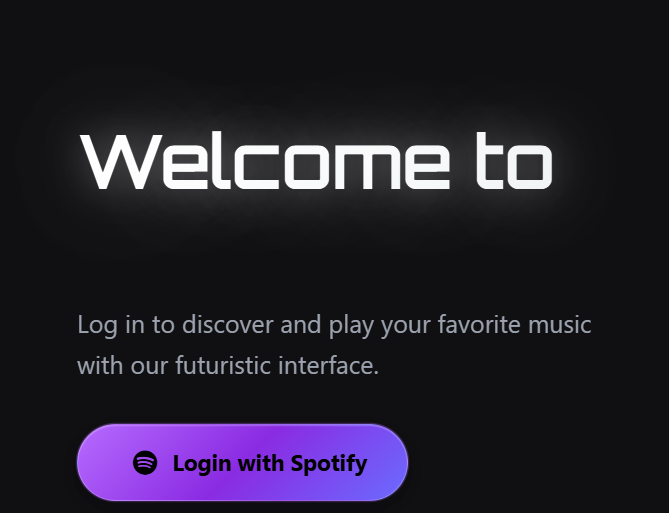 Welcome to
Log in to discover and play your favorite music
with our futuristic interface.
Login with Spotify